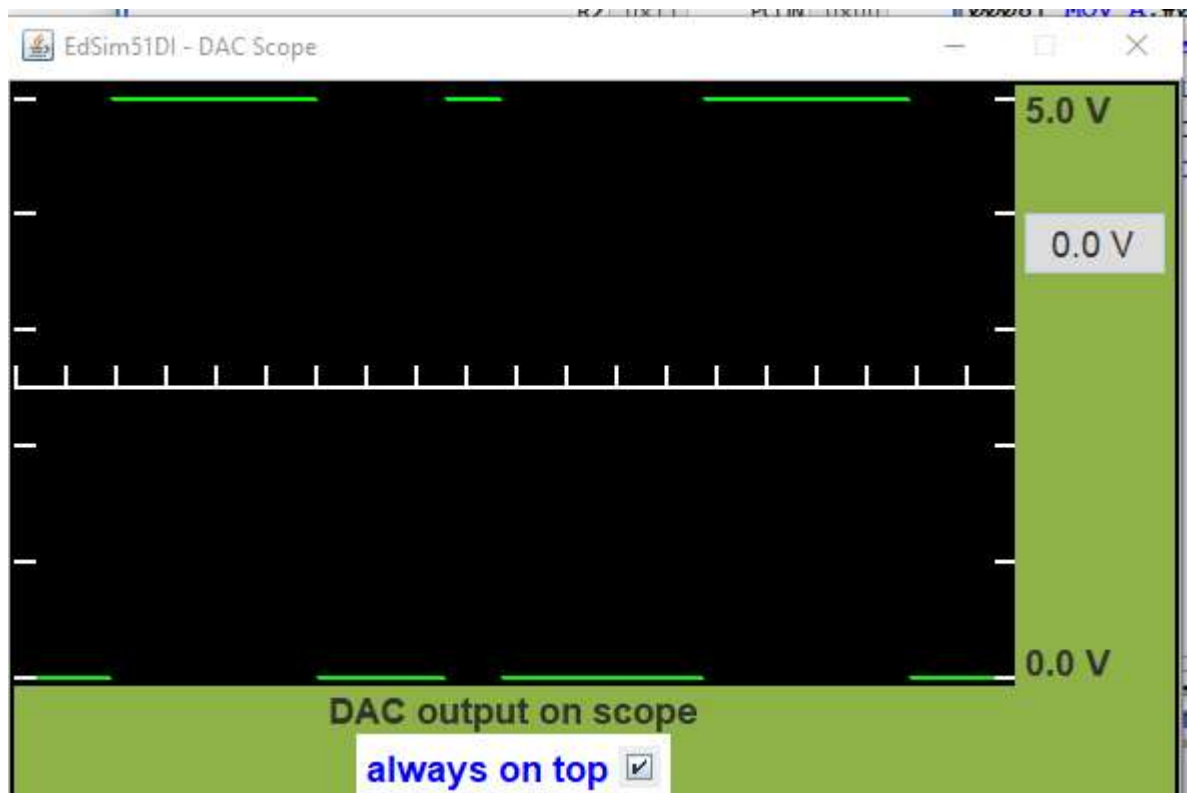 EdSim51DI - DAC Scope
5.0 V
0.0 V
0.0 V
DAC output on scope
always on top